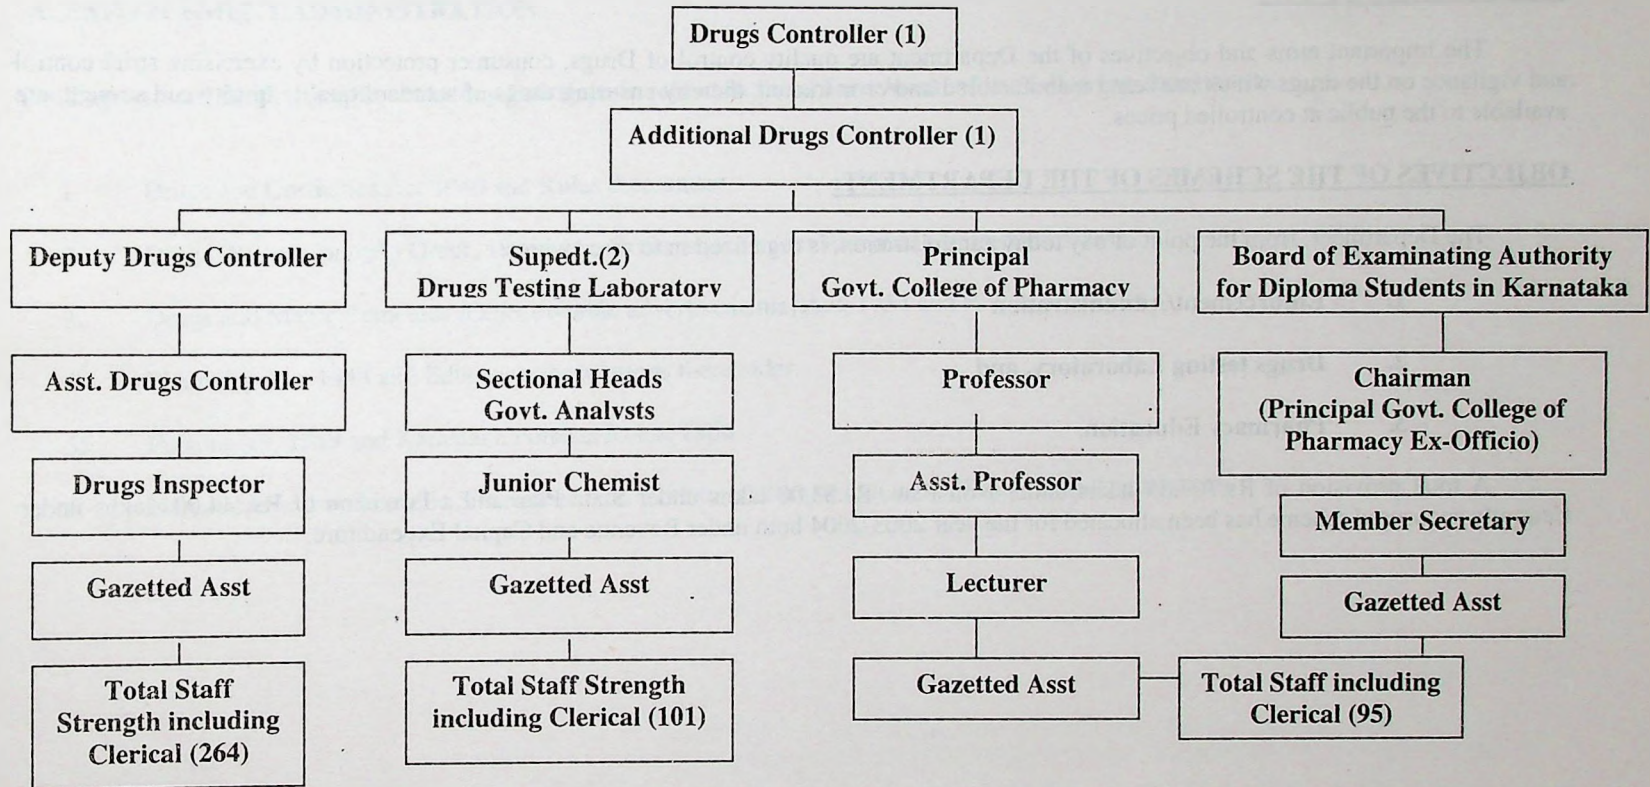 Drugs Controller (1)
Additional Drugs Controller (1)
Deputy Drugs Controller
Asst. Drugs Controller
Drugs Inspector
Gazetted Asst
Total Staff
Strength including
Clerical (264)
Supedt.(2)
Drugs Testing Laboratory
Sectional Heads
Govt. Analysts
Junior Chemist
Gazetted Asst
Total Staff Strength
including Clerical (101)
Principal
Govt. College of Pharmacy
Professor
Asst. Professor
Lecturer
Gazetted Asst
Board of Examinating Authority
for Diploma Students in Karnataka
Chairman
(Principal Govt. College of
Pharmacy Ex-Officio)
Member Secretary
Gazetted Asst
Total Staff including
Clerical (95)